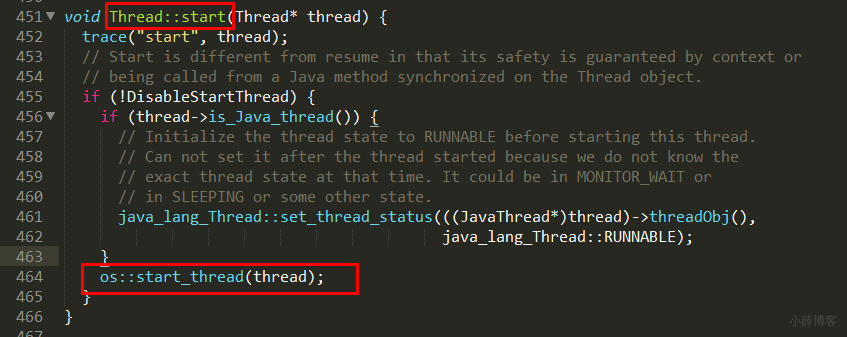 451 void Thread::start(Thread* thread) {
452 trace("start", thread);
453 // Start is different from resume in that its safety is guaranteed by context or
454 // being called from a Java method synchronized on the Thread object.
455 if (!DisableStartThread) {
456 if (thread->is_Java_thread()) {
457 // Initialize the thread state to RUNNABLE before starting this thread.
458 // Can not set it after the thread started because we do not know the
459 // exact thread state at that time. It could be in MONITOR_WAIT or
460 // in SLEEPING or some other state.
461 java_lang_Thread::set_thread_status(((JavaThread*)thread)->threadObj(),
462 java_lang_Thread::RUNNABLE);
463 }
464 os::start_thread(thread);
465 }
466 }
467
小薛博客